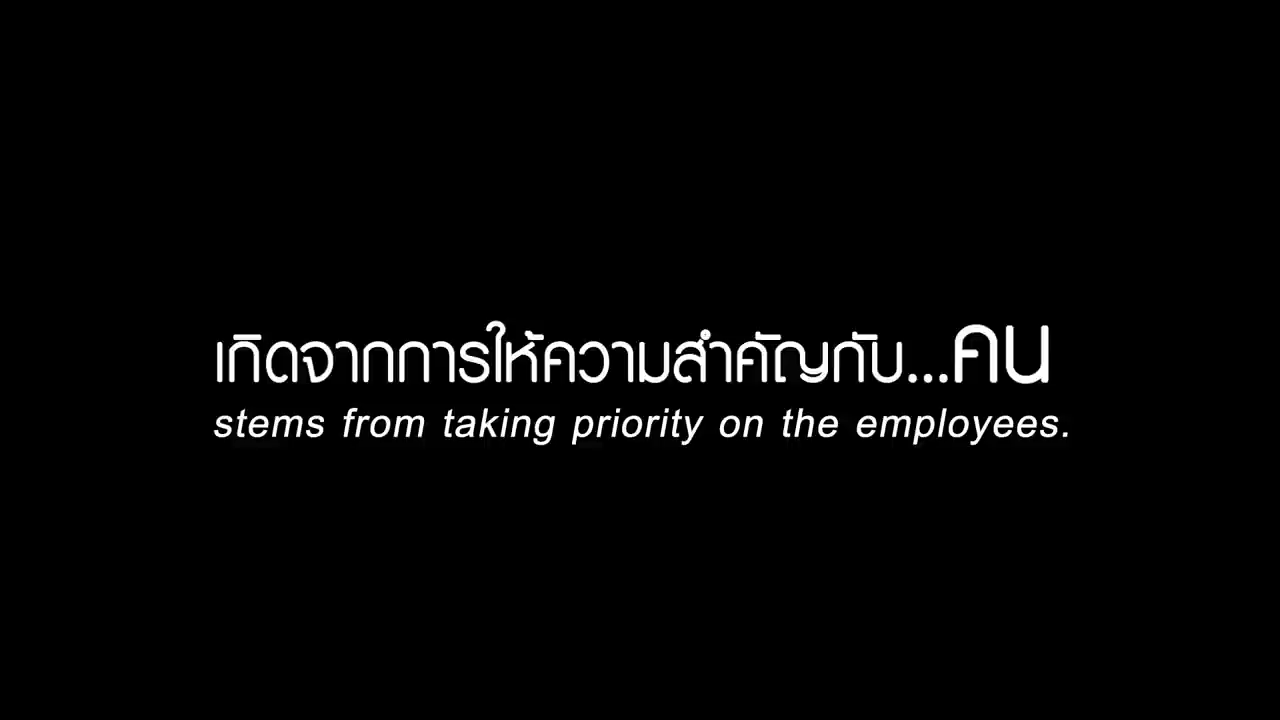 เกิดจากการให้ความสำคัญกับ...คน
stems from taking priority on the employees.